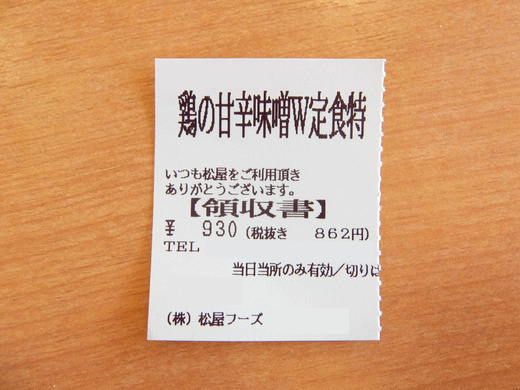 鶏の甘辛味噌W定食特
いつも松屋をご利用頂き
ありがとうございます。
【領収書】
¥ 930(税抜き 862円)
TEL
当日当所のみ有効/切りは
(株)松屋フーズ